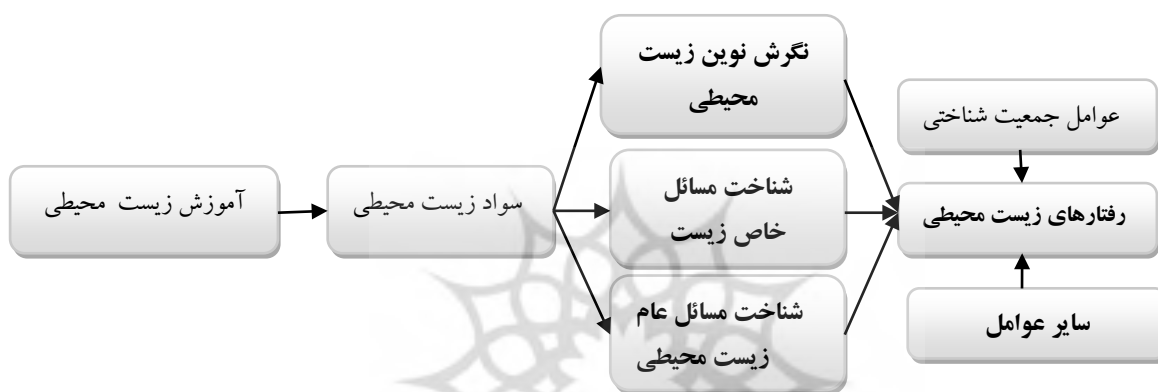 آموزش زیست محیطی
سواد زیست محیطی
نگرش نوین زیست
محیطی
شناخت مسائل
خاص زیست
شناخت مسائل عام
زیست محیطی
عوامل جمعیت شناختی
رفتارهای زیست محیطی
سایر عوامل